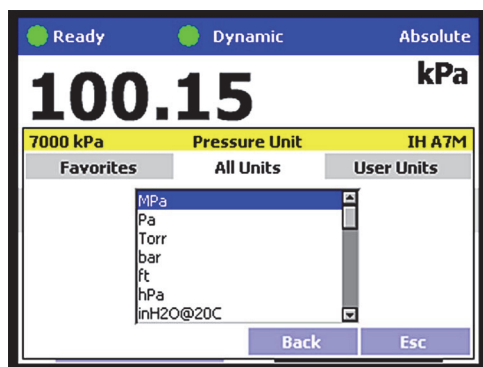 Ready Dynamic Absolute
100.15 kPa
7000 kPa Pressure Unit IH A7M
Favorites All Units User Units
MPa
Pa
Torr
bar
ft
hPa
inH2O@20C
Back Esc